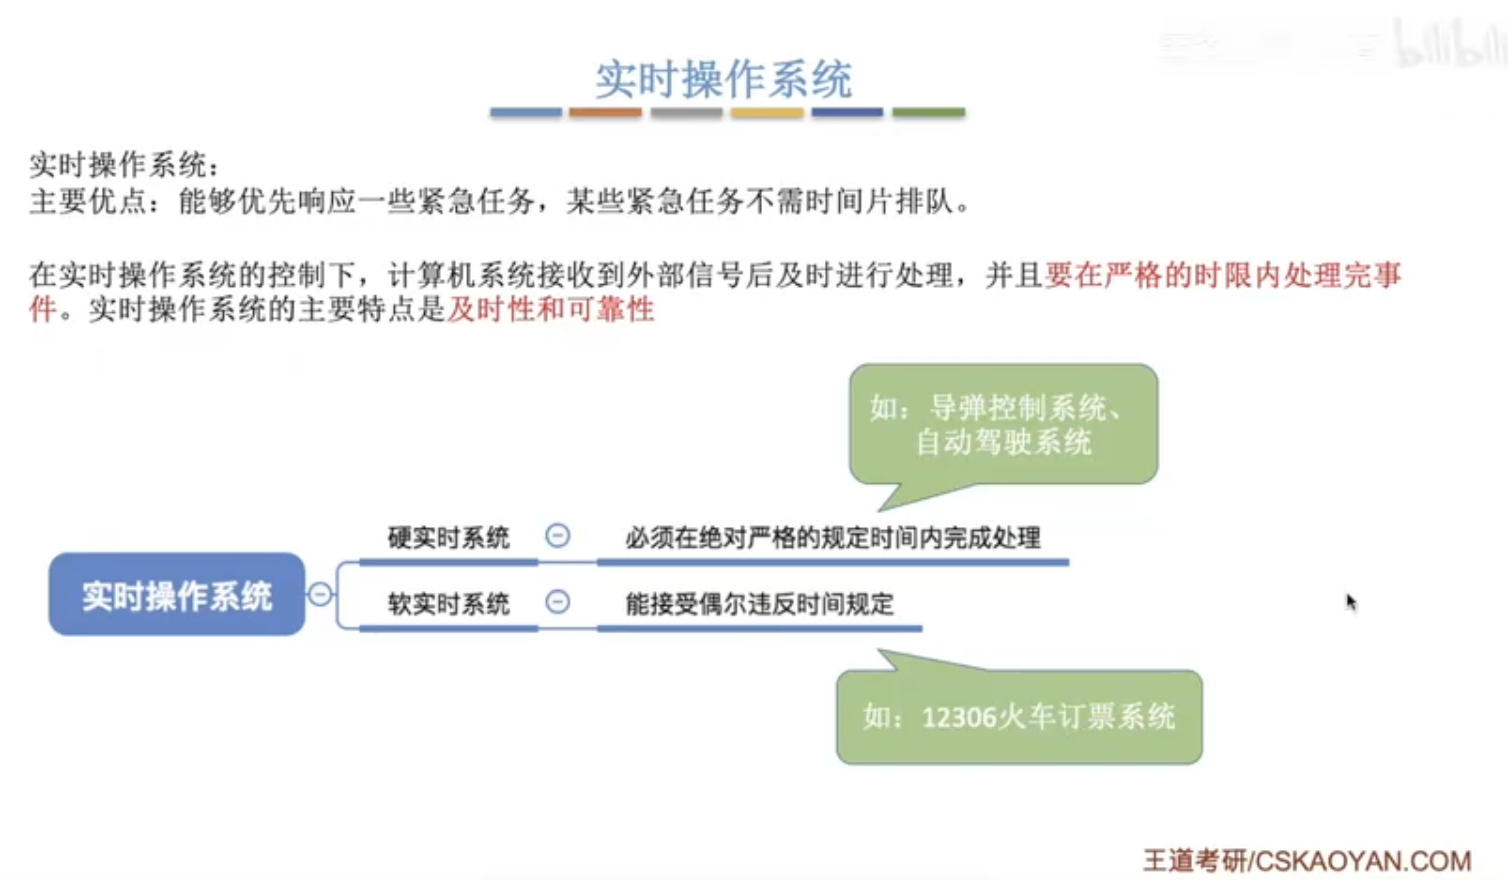 bilibili
实时操作系统
实时操作系统：
主要优点：能够优先响应一些紧急任务，某些紧急任务不需时间片排队。
在实时操作系统的控制下，计算机系统接收到外部信号后及时进行处理，并且要在严格的时限内处理完事
件。实时操作系统的主要特点是及时性和可靠性
如：导弹控制系统、
自动驾驶系统
硬实时系统
必须在绝对严格的规定时间内完成处理
实时操作系统
软实时系统
能接受偶尔违反时间规定
如：12306火车订票系统
王道考研/CSKAOYAN.COM